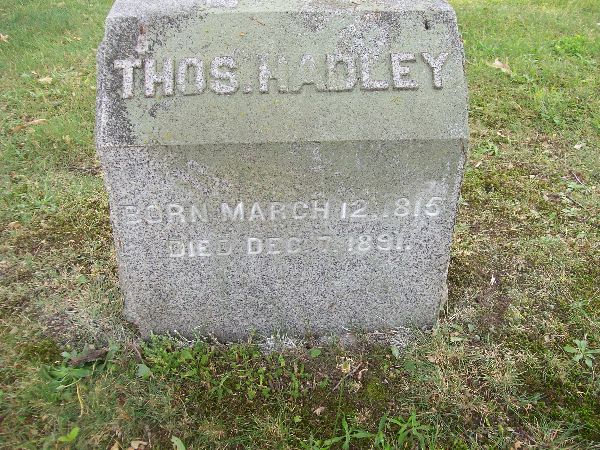 THOS. HADLEY
BORN MARCH 12, 1815
DIED DEC. 7, 1891.